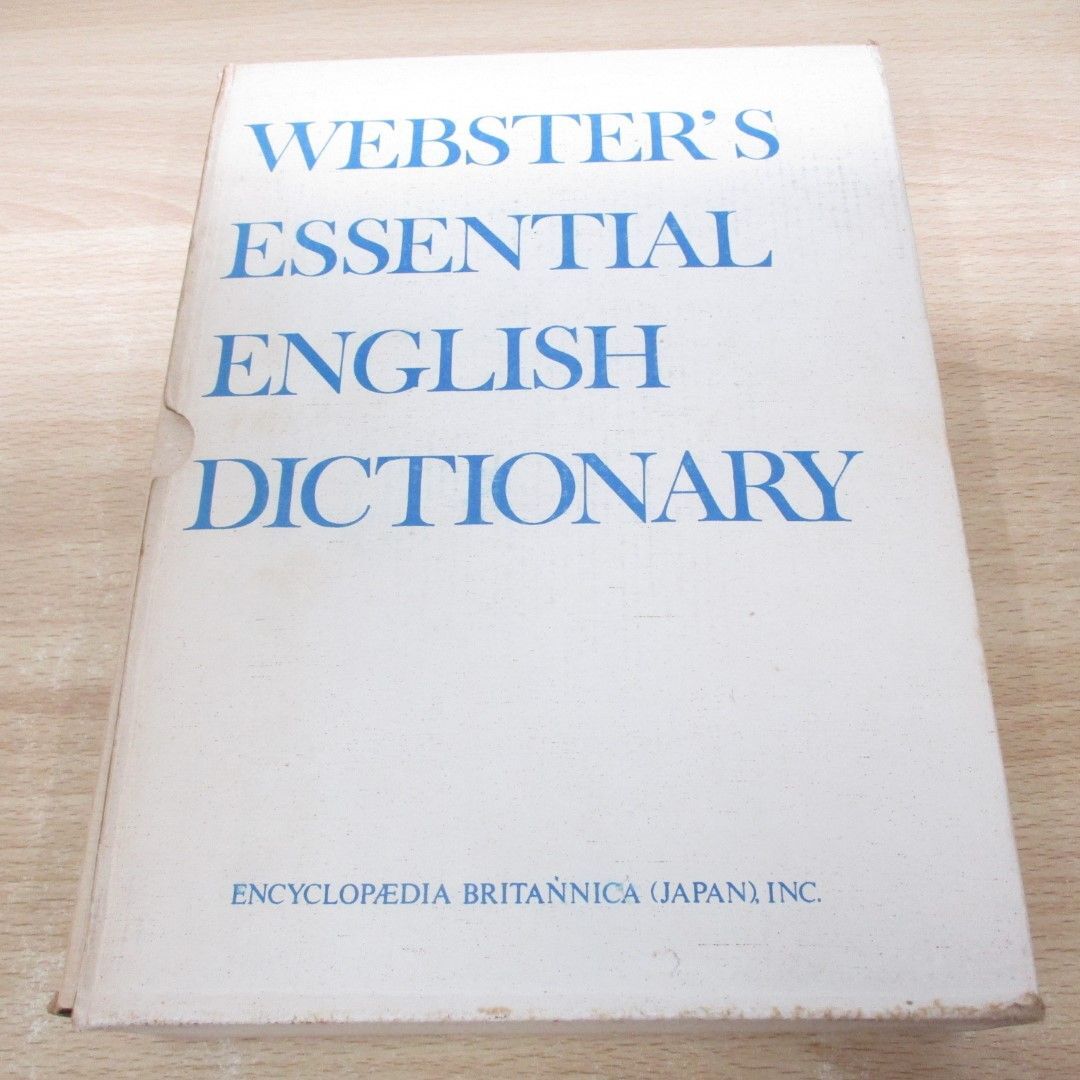 WEBSTER'S
ESSENTIAL
ENGLISH
DICTIONARY
ENCYCLOPÆDIA BRITANNICA (JAPAN), INC.